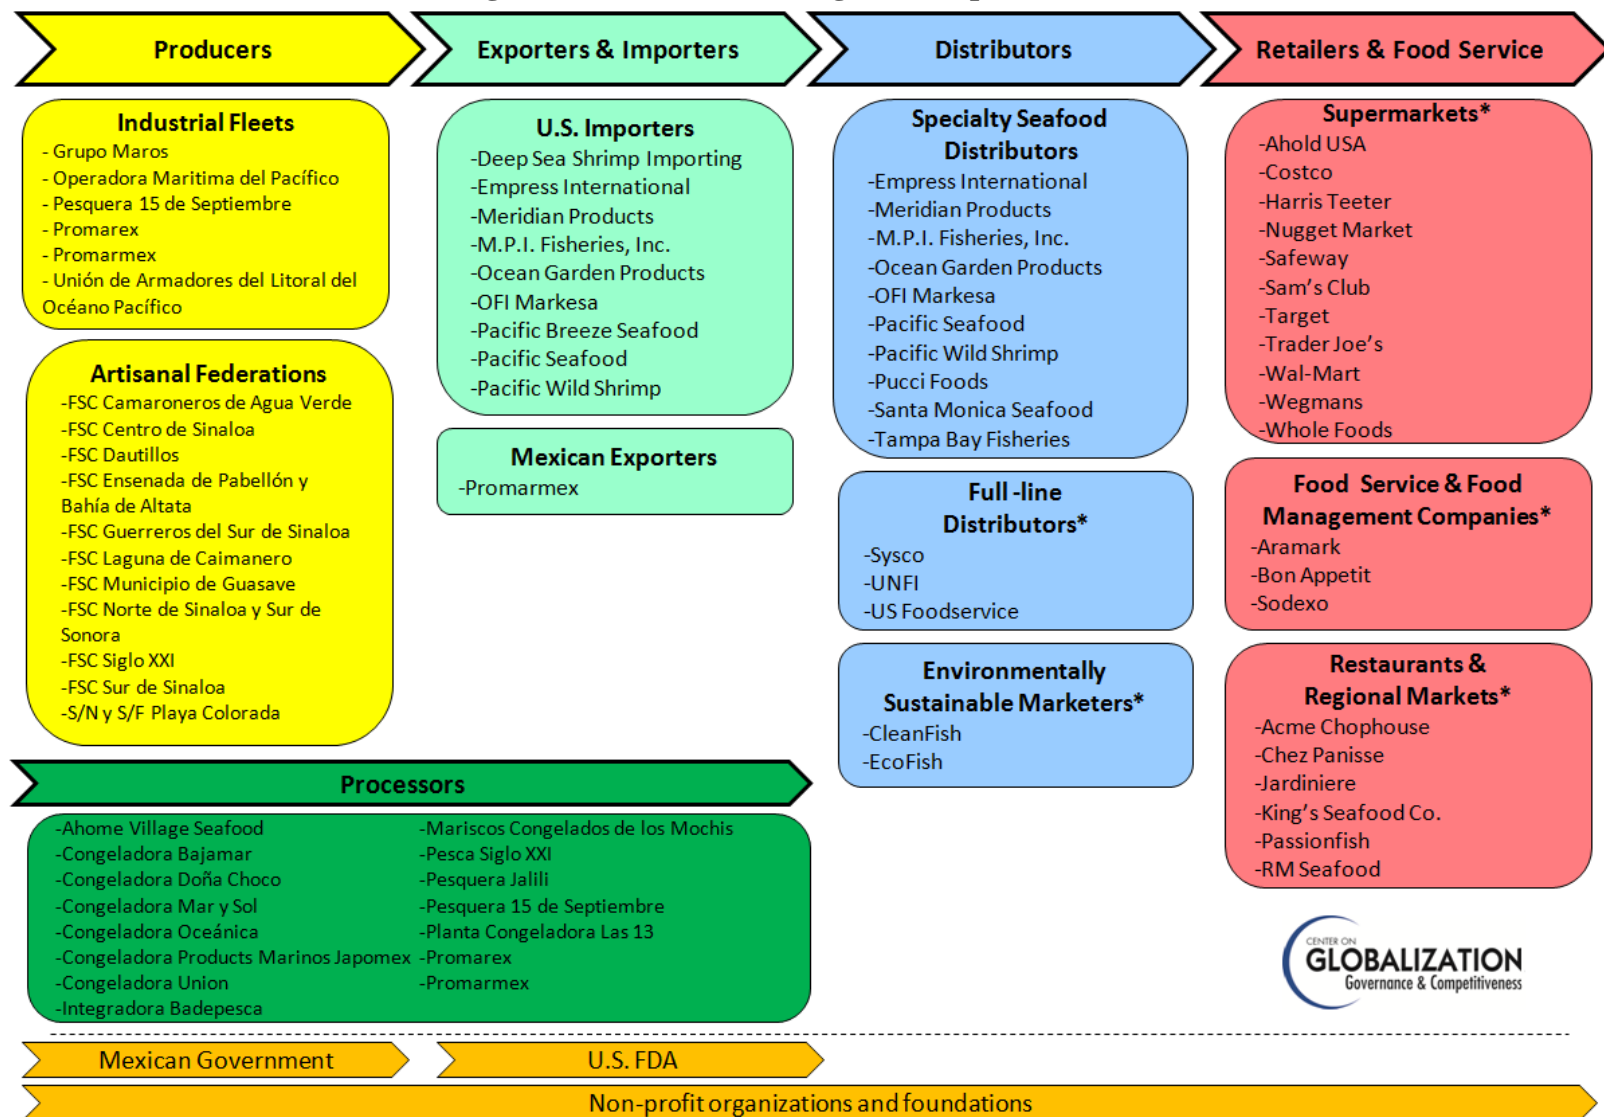 Producers
Exporters & Importers
Distributors
Retailers & Food Service
Industrial Fleets
- Grupo Maros
- Operadora Maritima del Pacífico
- Pesquera 15 de Septiembre
- Promarex
- Promarmex
- Unión de Armadores del Litoral del
Océano Pacífico
Artisanal Federations
-FSC Camaroneros de Agua Verde
-FSC Centro de Sinaloa
-FSC Dautillos
-FSC Ensenada de Pabellón y
Bahía de Altata
-FSC Guerreros del Sur de Sinaloa
-FSC Laguna de Caimanero
-FSC Municipio de Guasave
-FSC Norte de Sinaloa y Sur de
Sonora
-FSC Siglo XXI
-FSC Sur de Sinaloa
-S/N y S/F Playa Colorada
U.S. Importers
-Deep Sea Shrimp Importing
-Empress International
-Meridian Products
-M.P.I. Fisheries, Inc.
-Ocean Garden Products
-OFI Markesa
-Pacific Breeze Seafood
-Pacific Seafood
-Pacific Wild Shrimp
Mexican Exporters
-Promarmex
Specialty Seafood
Distributors
-Empress International
-Meridian Products
-M.P.I. Fisheries, Inc.
-Ocean Garden Products
-OFI Markesa
-Pacific Seafood
-Pacific Wild Shrimp
-Pucci Foods
-Santa Monica Seafood
-Tampa Bay Fisheries
Full -line
Distributors*
-Sysco
-UNFI
-US Foodservice
Environmentally
Sustainable Marketers*
-CleanFish
-EcoFish
Supermarkets*
-Ahold USA
-Costco
-Harris Teeter
-Nugget Market
-Safeway
-Sam's Club
-Target
-Trader Joe's
-Wal-Mart
-Wegmans
-Whole Foods
Food Service & Food
Management Companies*
-Aramark
-Bon Appetit
-Sodexo
Restaurants &
Regional Markets*
-Acme Chophouse
-Chez Panisse
-Jardiniere
-King's Seafood Co.
-Passionfish
-RM Seafood
Processors
-Ahome Village Seafood
-Congeladora Bajamar
-Congeladora Doña Choco
-Congeladora Mar y Sol
-Congeladora Oceánica
-Congeladora Products Marinos Japomex
-Congeladora Union
-Integradora Badepesca
-Mariscos Congelados de los Mochis
-Pesca Siglo XXI
-Pesquera Jalili
-Pesquera 15 de Septiembre
-Planta Congeladora Las 13
-Promarex
-Promarmex
CENTER ON
GLOBALIZATION
Governance & Competitiveness
Mexican Government
U.S. FDA
Non-profit organizations and foundations